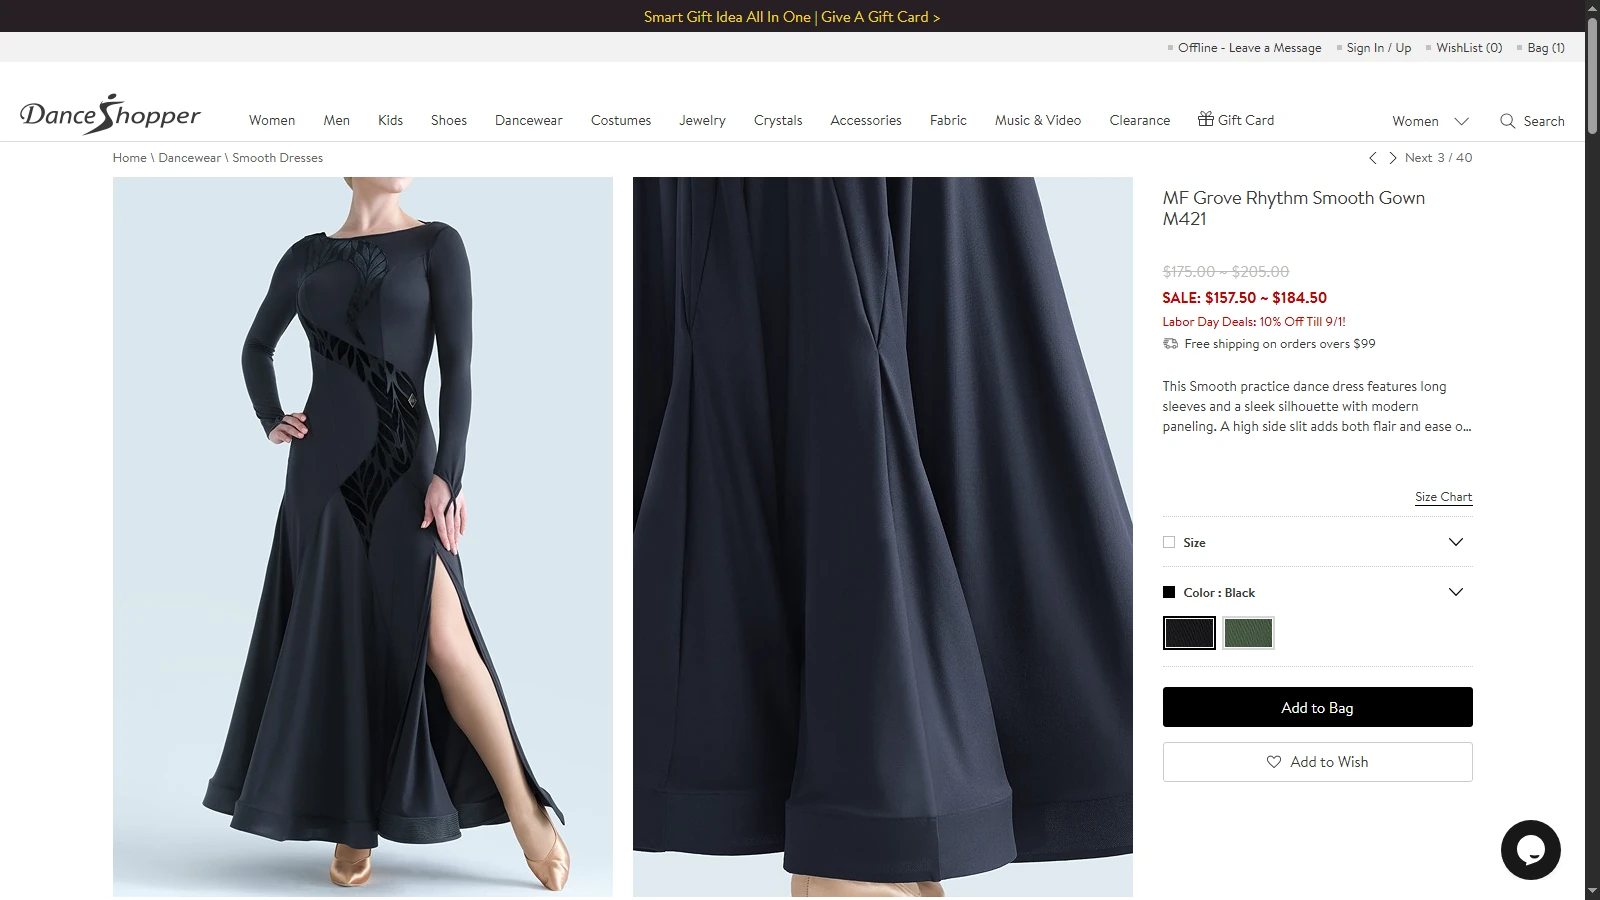 Smart Gift Idea All In One | Give A Gift Card >
Offline - Leave a Message Sign In / Up WishList (0) Bag (1)
DanceShopper Women Men Kids Shoes Dancewear Costumes Jewelry Crystals Accessories Fabric Music & Video Clearance Gift Card Women Search
Home \ Dancewear \ Smooth Dresses Next 3 / 40
MF Grove Rhythm Smooth Gown
M421
$175.00 ~ $205.00
SALE: $157.50 ~ $184.50
Labor Day Deals: 10% Off Till 9/1!
Free shipping on orders overs $99
This Smooth practice dance dress features long
sleeves and a sleek silhouette with modern
paneling. A high side slit adds both flair and ease o...
Size Chart
Size
Color : Black
Add to Bag
Add to Wish